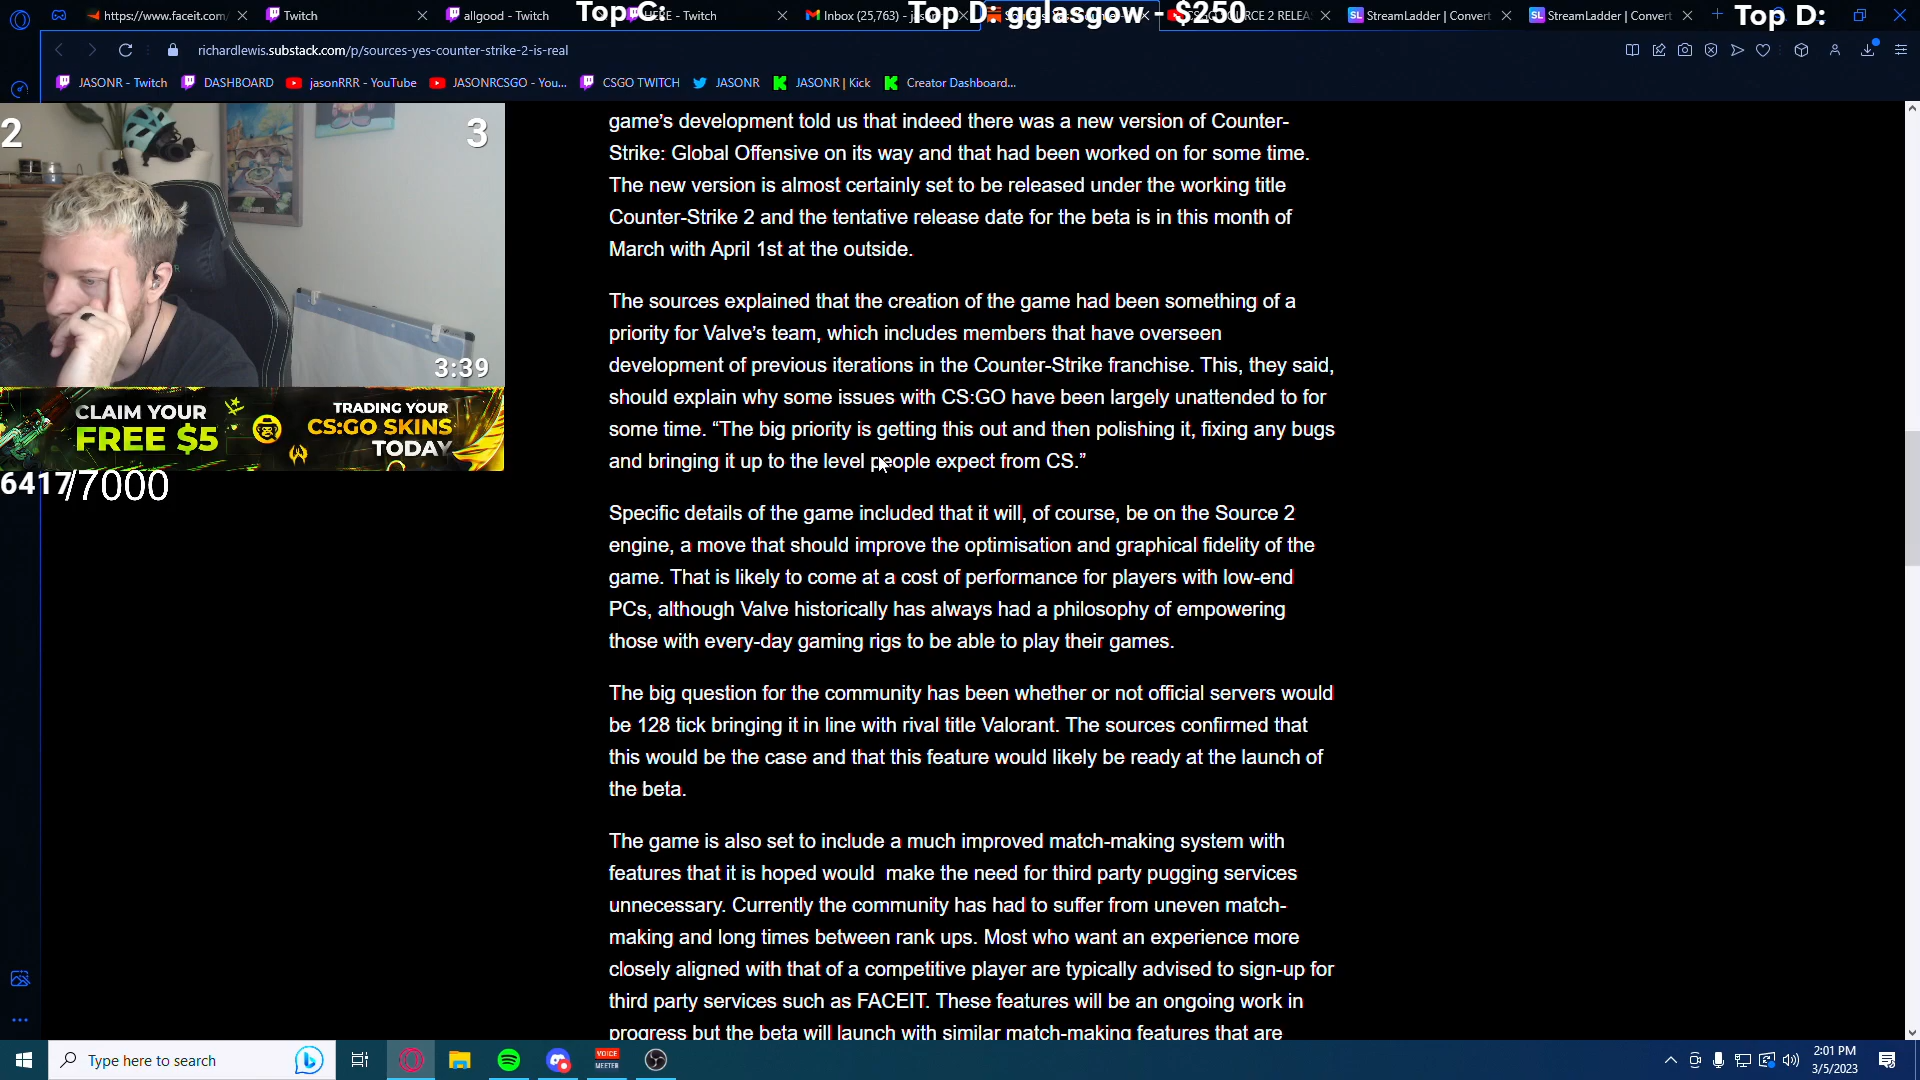 https://www.faceit.com/
Twitch
allgood - Twitch
Top C:
- Twitch
Inbox (25,763) -
Top D: gglasgow - $250
StreamLadder | Convert
StreamLadder | Convert
Top D:
richardlewis.substack.com/p/sources-yes-counter-strike-2-is-real
JASONR - Twitch
DASHBOARD
jasonRRR - YouTube
JASONRCSGO - You...
CSGO TWITCH
JASONR
JASONR | Kick
Creator Dashboard...
2
3
3:39
CLAIM YOUR
FREE $5
TRADING YOUR
CS:GO SKINS
TODAY
6417/7000
game's development told us that indeed there was a new version of Counter-
Strike: Global Offensive on its way and that had been worked on for some time.
The new version is almost certainly set to be released under the working title
Counter-Strike 2 and the tentative release date for the beta is in this month of
March with April 1st at the outside.
The sources explained that the creation of the game had been something of a
priority for Valve's team, which includes members that have overseen
development of previous iterations in the Counter-Strike franchise. This, they said,
should explain why some issues with CS:GO have been largely unattended to for
some time. “The big priority is getting this out and then polishing it, fixing any bugs
and bringing it up to the level people expect from CS.”
Specific details of the game included that it will, of course, be on the Source 2
engine, a move that should improve the optimisation and graphical fidelity of the
game. That is likely to come at a cost of performance for players with low-end
PCs, although Valve historically has always had a philosophy of empowering
those with every-day gaming rigs to be able to play their games.
The big question for the community has been whether or not official servers would
be 128 tick bringing it in line with rival title Valorant. The sources confirmed that
this would be the case and that this feature would likely be ready at the launch of
the beta.
The game is also set to include a much improved match-making system with
features that it is hoped would  make the need for third party pugging services
unnecessary. Currently the community has had to suffer from uneven match-
making and long times between rank ups. Most who want an experience more
closely aligned with that of a competitive player are typically advised to sign-up for
third party services such as FACEIT. These features will be an ongoing work in
progress but the beta will launch with similar match-making features that are
Type here to search
VOICE
MEETER
2:01 PM
3/5/2023